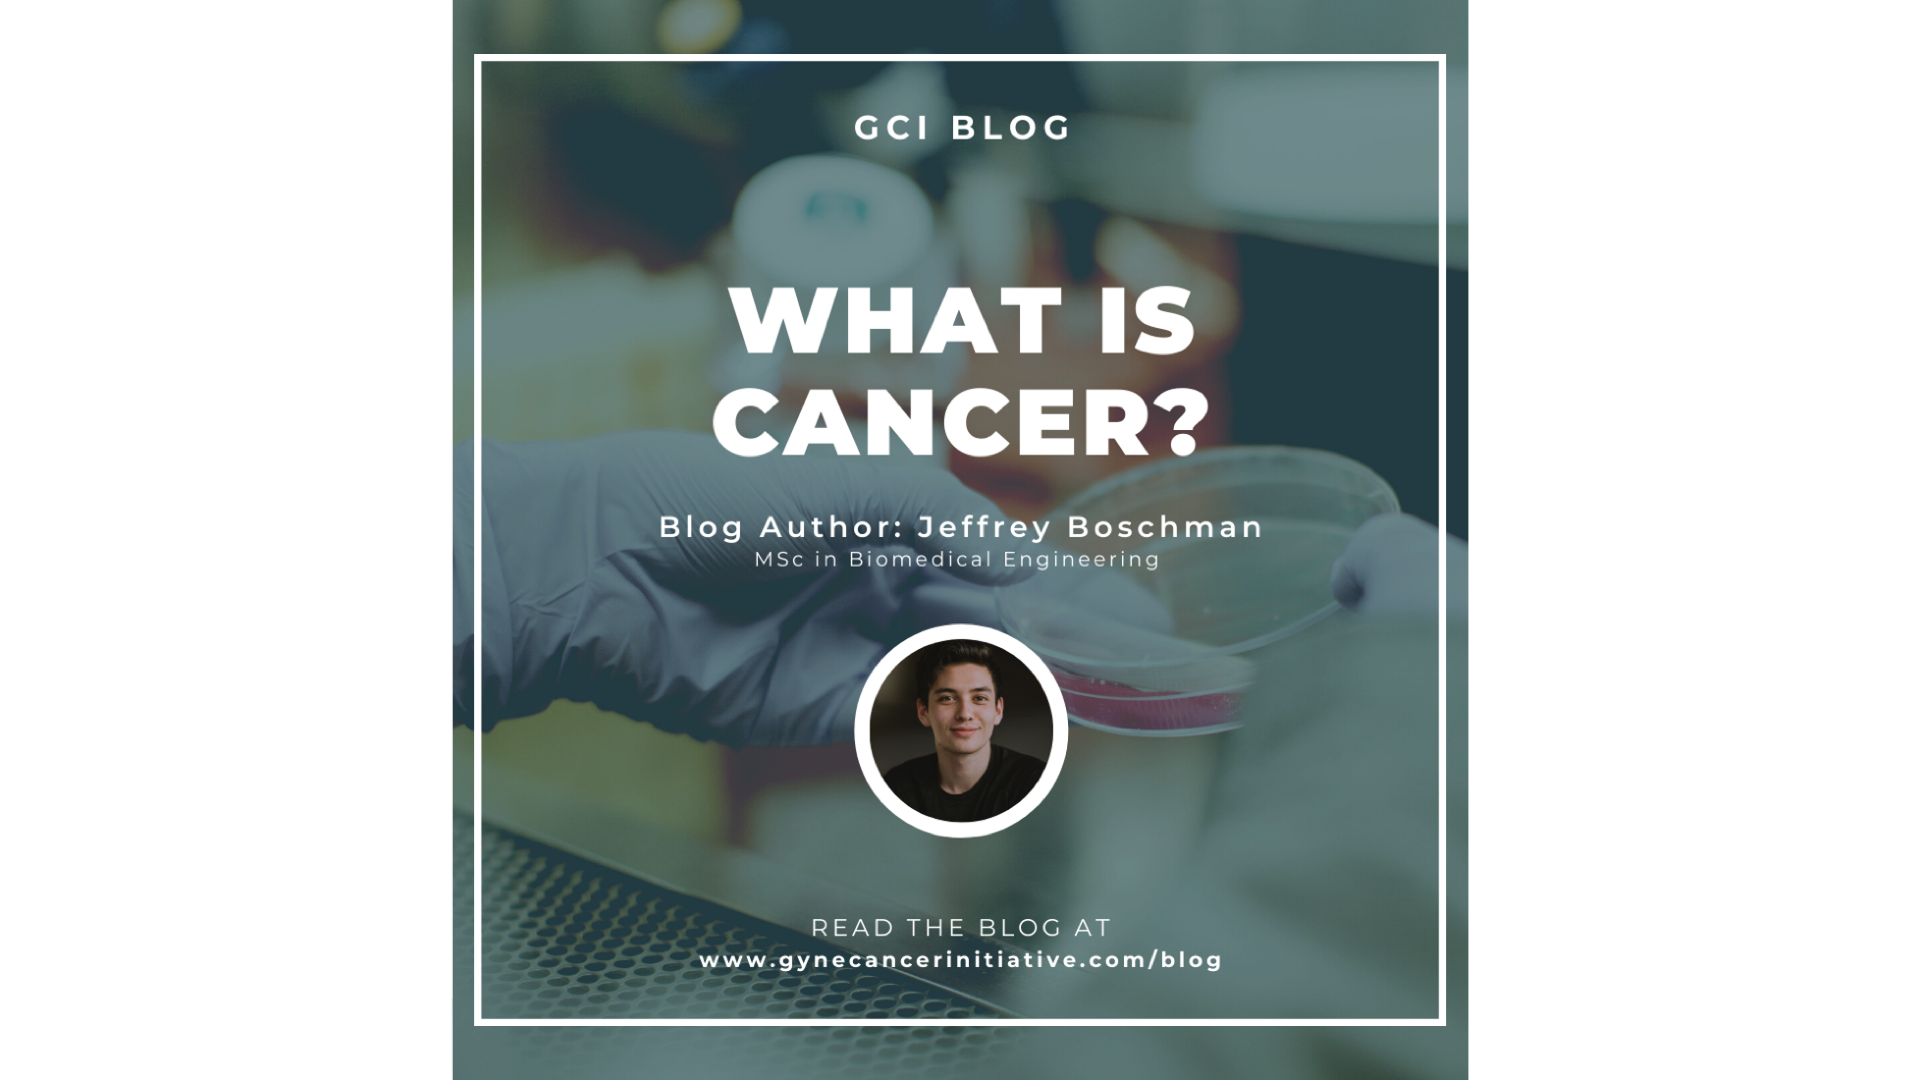 GCI BLOG
WHAT IS
CANCER?
Blog Author: Jeffrey Boschman
MSc in Biomedical Engineering
READ THE BLOG AT
www.gynecancerinitiative.com/blog